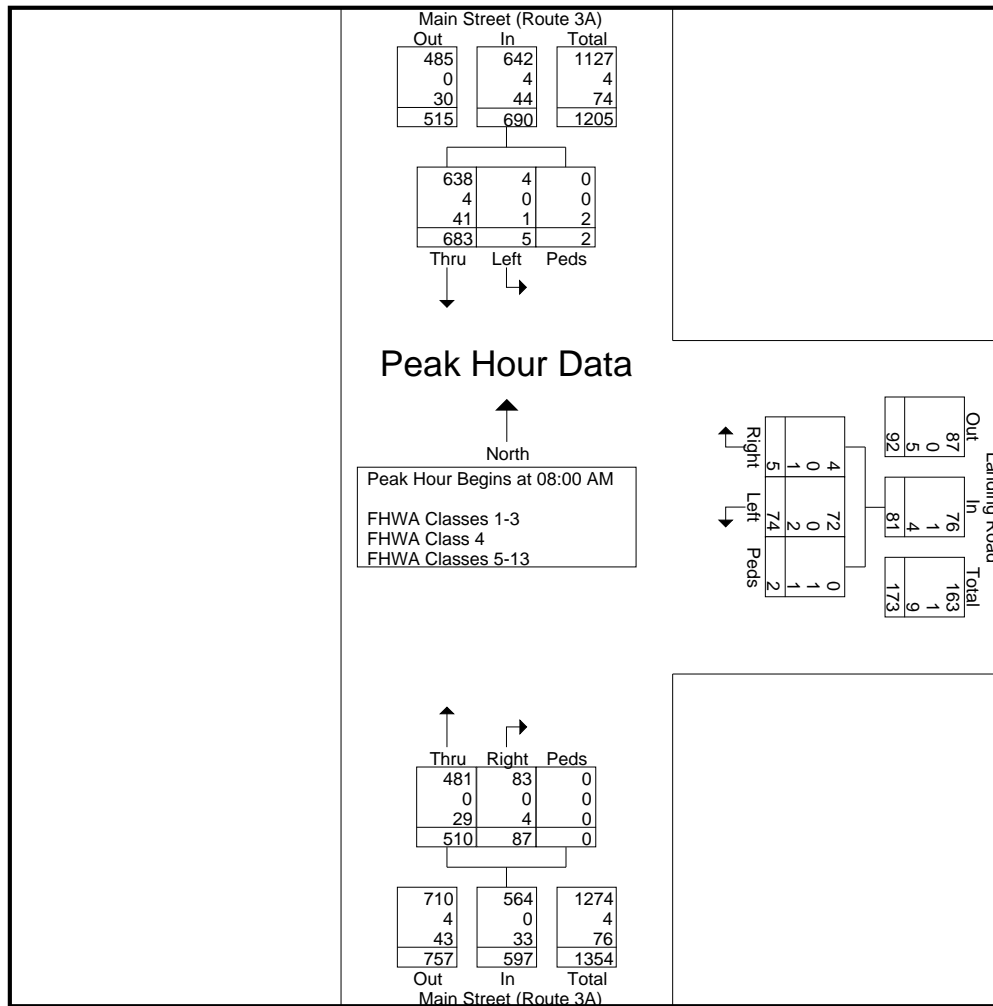 Main Street (Route 3A)
Out In Total
485 642 1127
0 4 4
30 44 74
515 690 1205
638 4 0
4 0 0
41 1 2
683 5 2
Thru Left Peds
Peak Hour Data
North
Peak Hour Begins at 08:00 AM
FHWA Classes 1-3
FHWA Class 4
FHWA Classes 5-13
Landing Road
Out In Total
87 76 163
0 1 1
5 4 9
92 81 173
4 72 0
0 0 1
1 2 1
5 74 2
Right Left Peds
Thru Right Peds
481 83 0
0 0 0
29 4 0
510 87 0
710 564 1274
4 0 4
43 33 76
757 597 1354
Out In Total
Main Street (Route 3A)